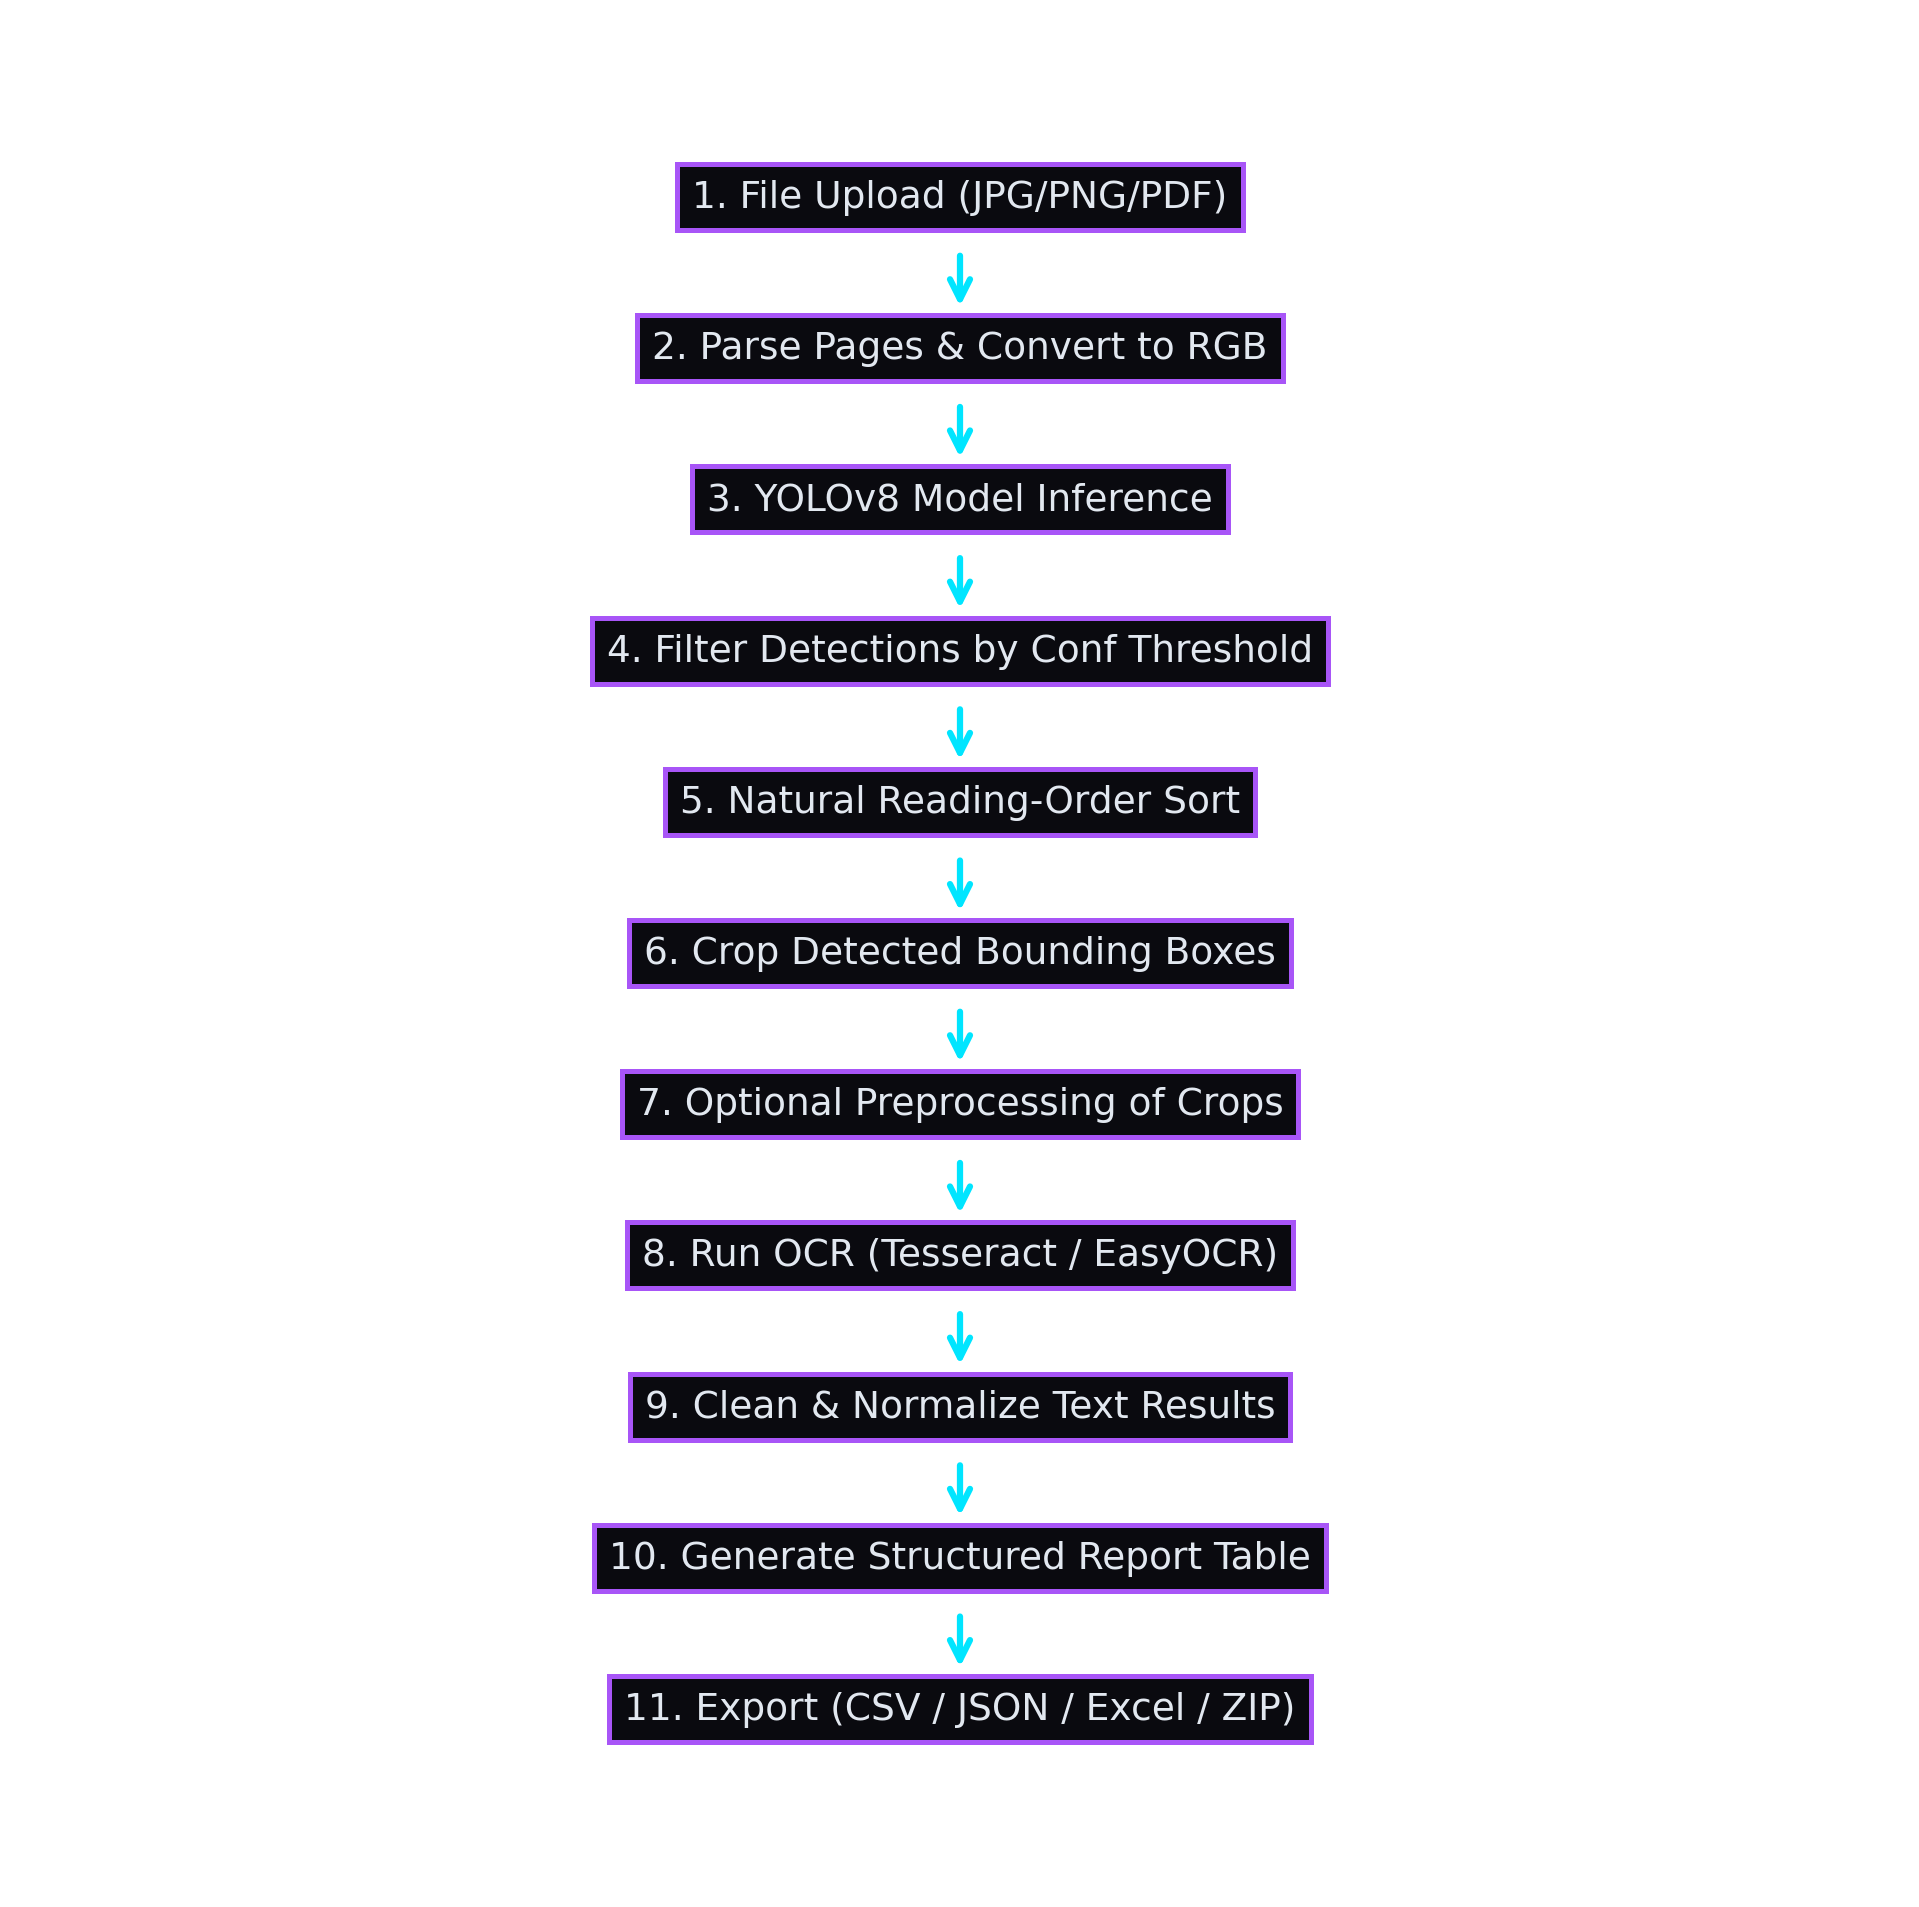 1. File Upload (JPG/PNG/PDF)
2. Parse Pages & Convert to RGB
3. YOLOv8 Model Inference
4. Filter Detections by Conf Threshold
5. Natural Reading-Order Sort
6. Crop Detected Bounding Boxes
7. Optional Preprocessing of Crops
8. Run OCR (Tesseract / EasyOCR)
9. Clean & Normalize Text Results
10. Generate Structured Report Table
11. Export (CSV / JSON / Excel / ZIP)